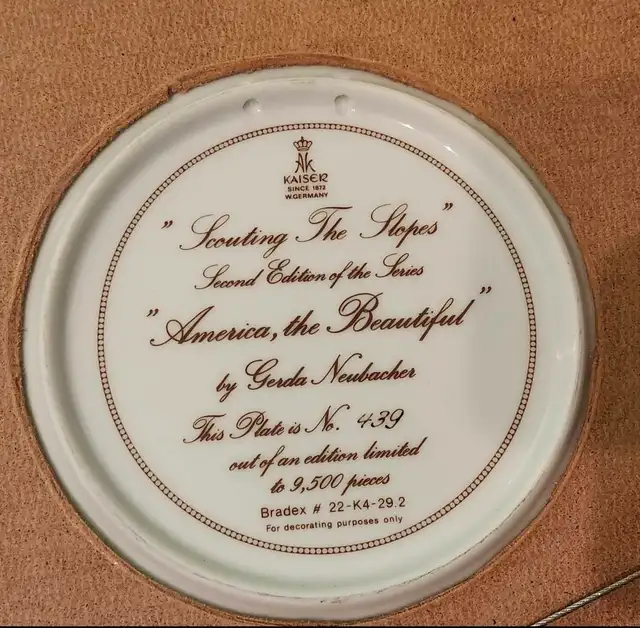 AK
KAISER
SINCE 1872
W.GERMANY
"Scouting The Slopes"
Second Edition of the Series
"America, the Beautiful"
by Gerda Neubacher
This Plate is No. 439
out of an edition limited
to 9,500 pieces
Bradex # 22-K4-29.2
For decorating purposes only